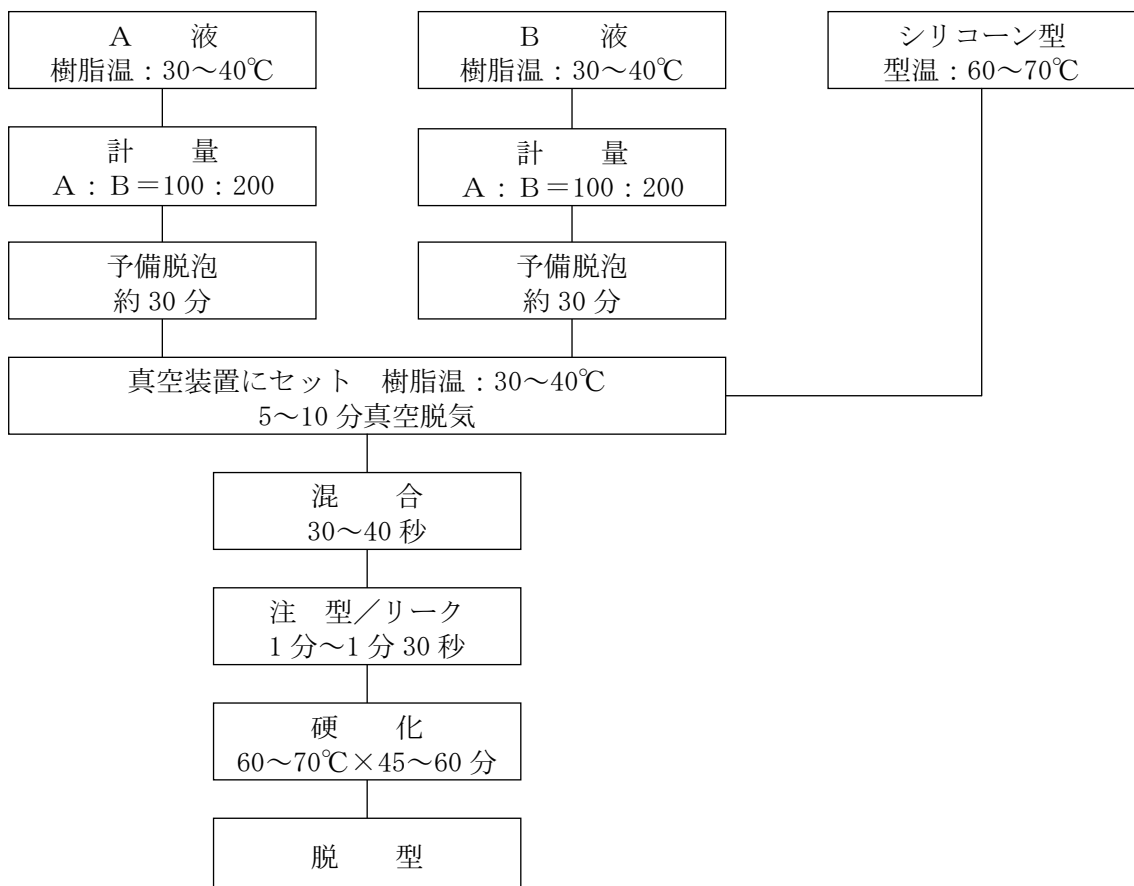 A　　液
樹脂温：30～40℃
B　　液
樹脂温：30～40℃
シリコーン型
型温：60～70℃
計　　量
A：B＝100：200
計　　量
A：B＝100：200
予備脱泡
約 30 分
予備脱泡
約 30 分
真空装置にセット　樹脂温：30～40℃
5～10 分真空脱気
混　　合
30～40 秒
注　型／リーク
1 分～1 分 30 秒
硬　　化
60～70℃×45～60 分
脱　　型